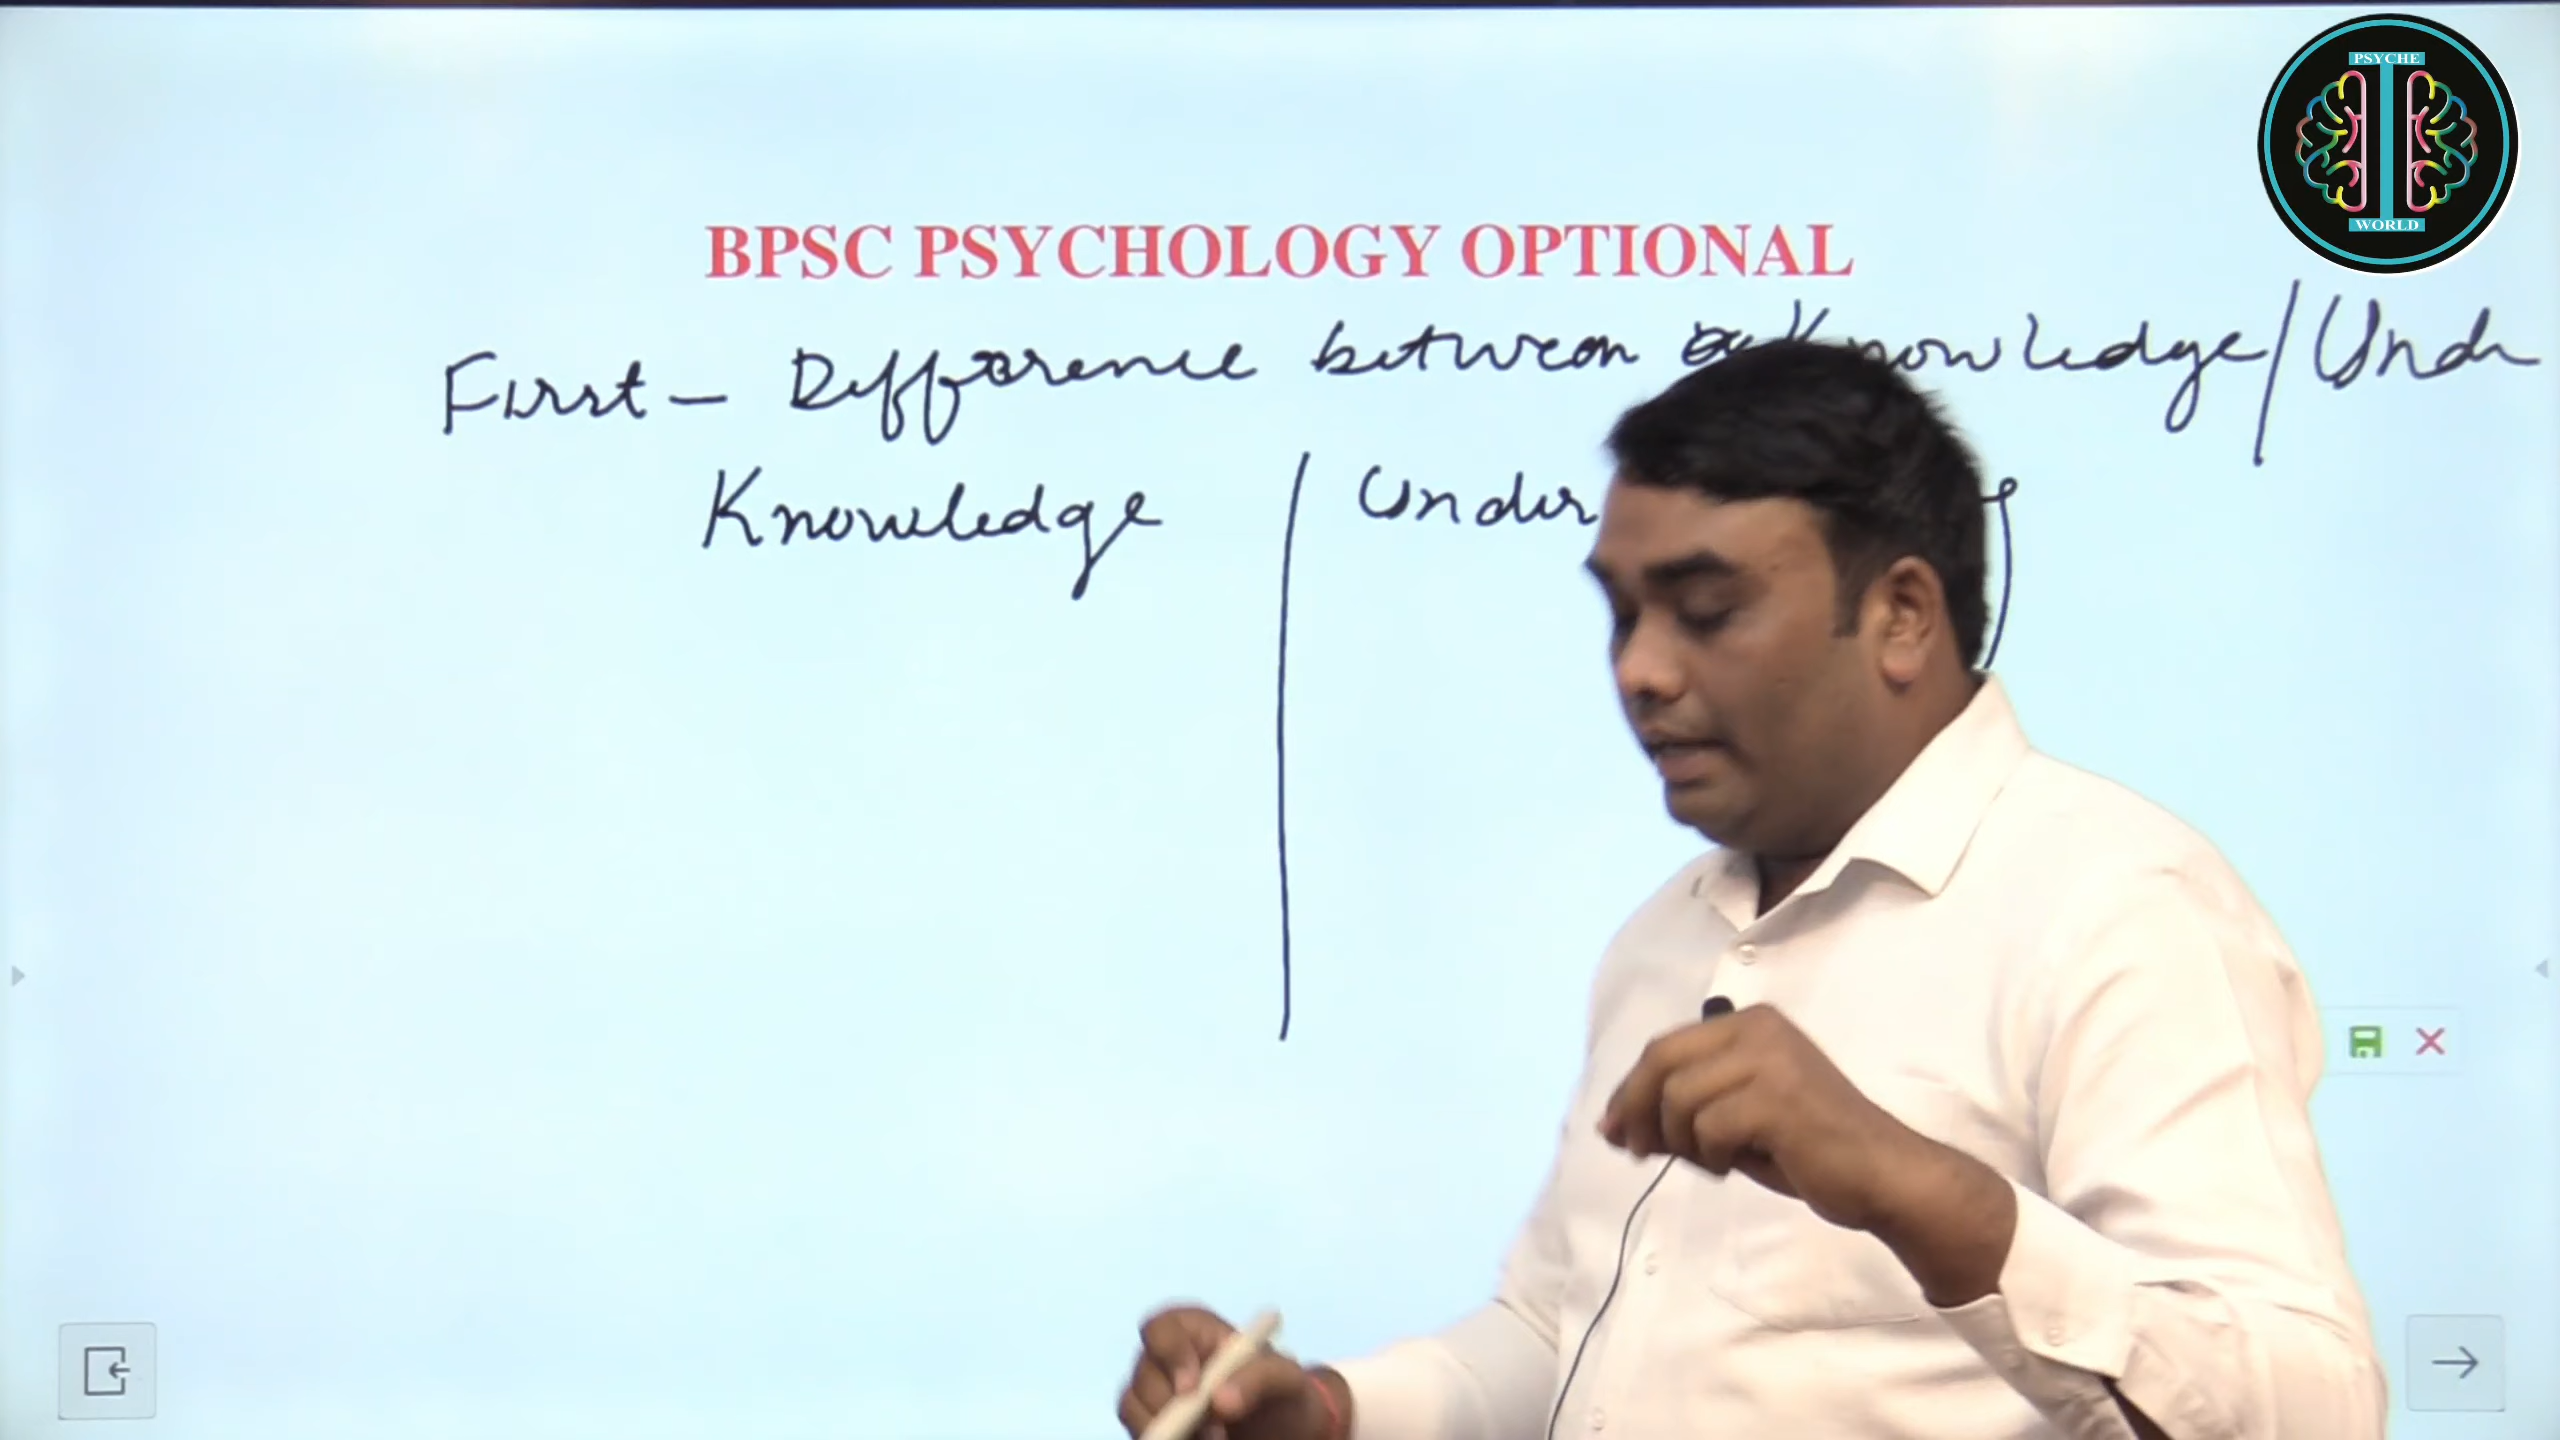 PSYCHE
WORLD
BPSC PSYCHOLOGY OPTIONAL
First - Difference between Knowledge/Und
Knowledge | Under